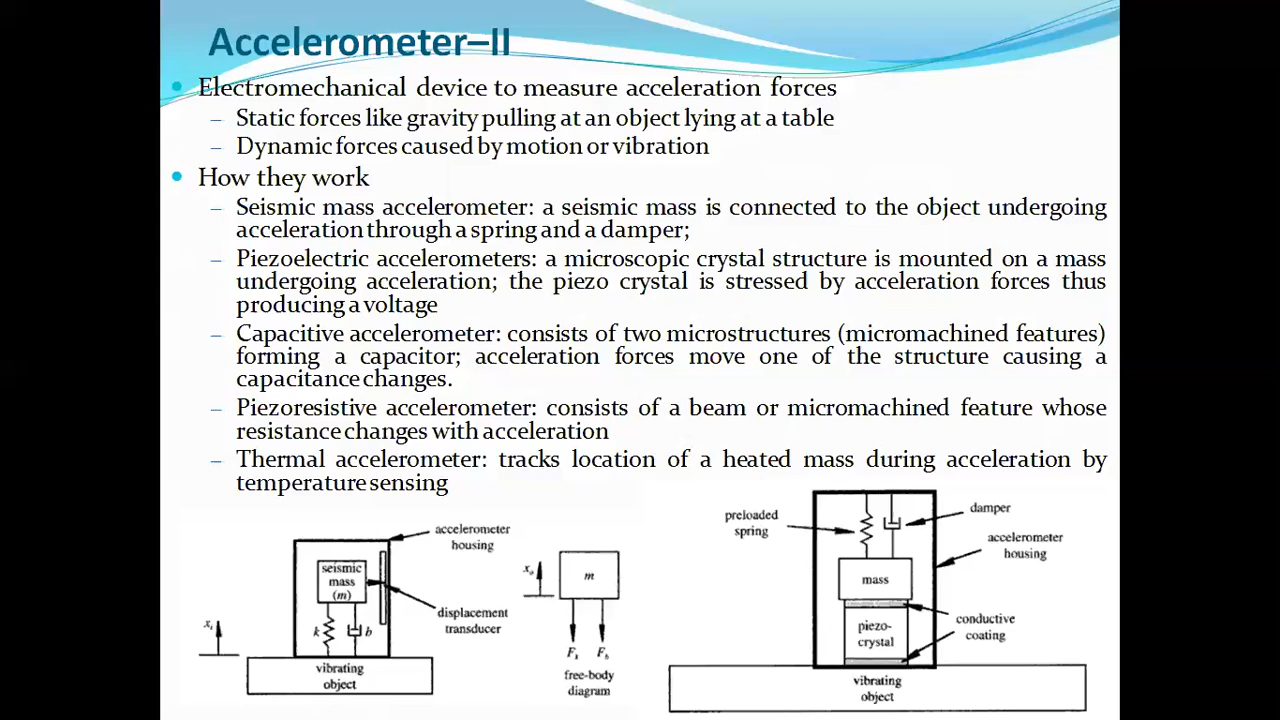 Accelerometer–II
• Electromechanical device to measure acceleration forces
– Static forces like gravity pulling at an object lying at a table
– Dynamic forces caused by motion or vibration
• How they work
– Seismic mass accelerometer: a seismic mass is connected to the object undergoing
acceleration through a spring and a damper;
– Piezoelectric accelerometers: a microscopic crystal structure is mounted on a mass
undergoing acceleration; the piezo crystal is stressed by acceleration forces thus
producing a voltage
– Capacitive accelerometer: consists of two microstructures (micromachined features)
forming a capacitor; acceleration forces move one of the structure causing a
capacitance changes.
– Piezoresistive accelerometer: consists of a beam or micromachined feature whose
resistance changes with acceleration
– Thermal accelerometer: tracks location of a heated mass during acceleration by
temperature sensing
accelerometer
housing
seismic
mass
(m)
displacement
transducer
xi
k
b
vibrating
object
xo
m
Fk
Fb
free-body
diagram
preloaded
spring
damper
accelerometer
housing
mass
conductive
coating
piezo-
crystal
vibrating
object